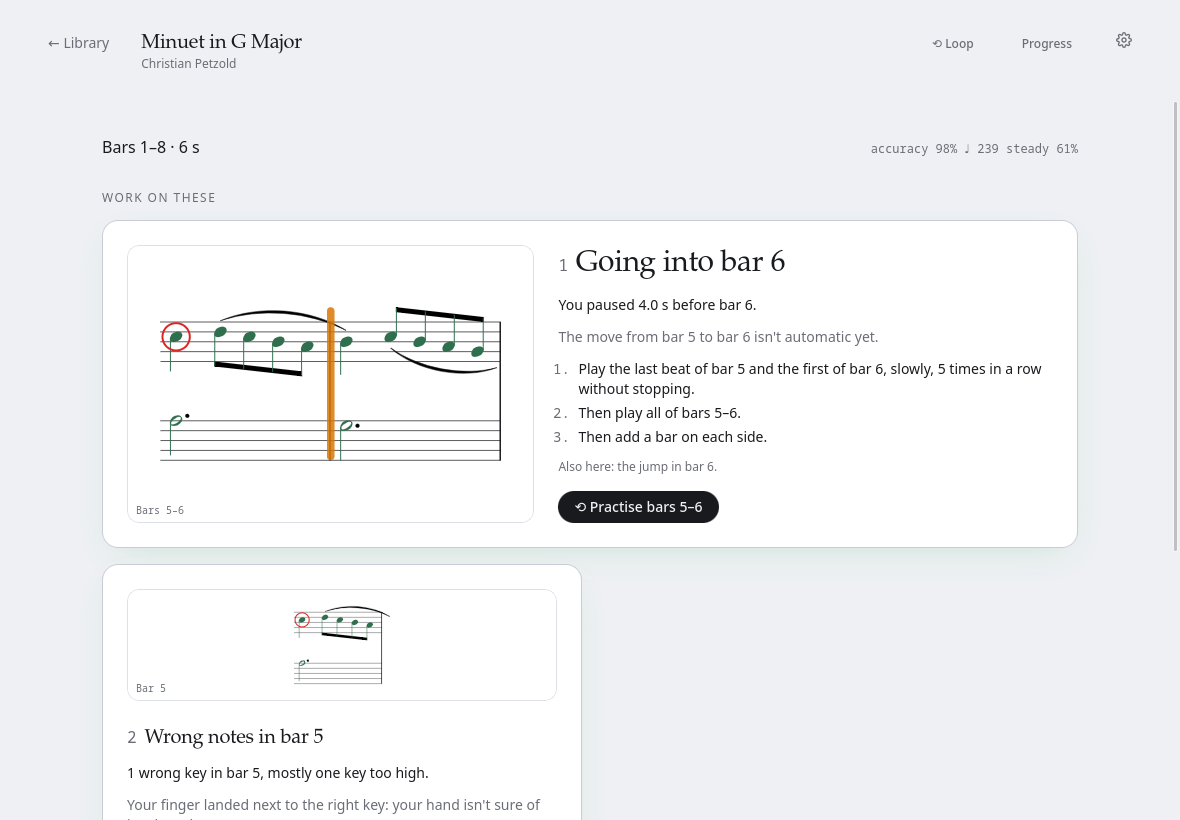 ← Library
Minuet in G Major
Christian Petzold
⟲ Loop
Progress
Bars 1–8 · 6 s
accuracy 98% ♩ 239 steady 61%
WORK ON THESE
Bars 5–6
1 Going into bar 6
You paused 4.0 s before bar 6.
The move from bar 5 to bar 6 isn't automatic yet.
1. Play the last beat of bar 5 and the first of bar 6, slowly, 5 times in a row
without stopping.
2. Then play all of bars 5–6.
3. Then add a bar on each side.
Also here: the jump in bar 6.
⟲ Practise bars 5–6
Bar 5
2 Wrong notes in bar 5
1 wrong key in bar 5, mostly one key too high.
Your finger landed next to the right key: your hand isn't sure of